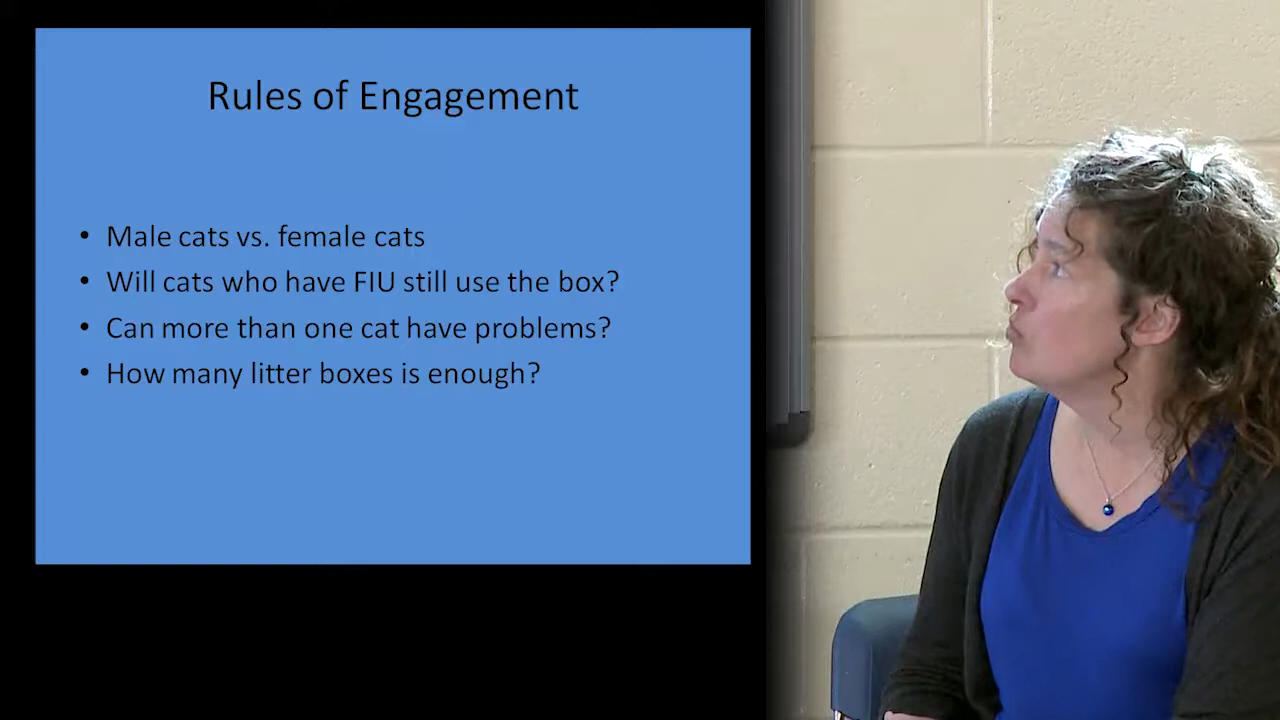 Rules of Engagement
• Male cats vs. female cats
• Will cats who have FIU still use the box?
• Can more than one cat have problems?
• How many litter boxes is enough?